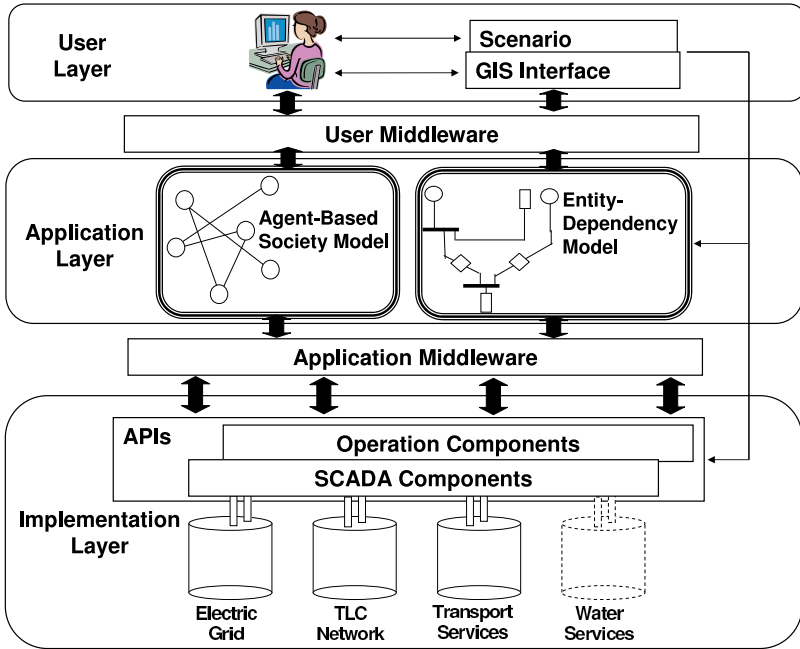 User
Layer
Scenario
GIS Interface
User Middleware
Application
Layer
Agent-Based
Society Model
Entity-
Dependency
Model
Application Middleware
APIs
Operation Components
SCADA Components
Implementation
Layer
Electric
Grid
TLC
Network
Transport
Services
Water
Services